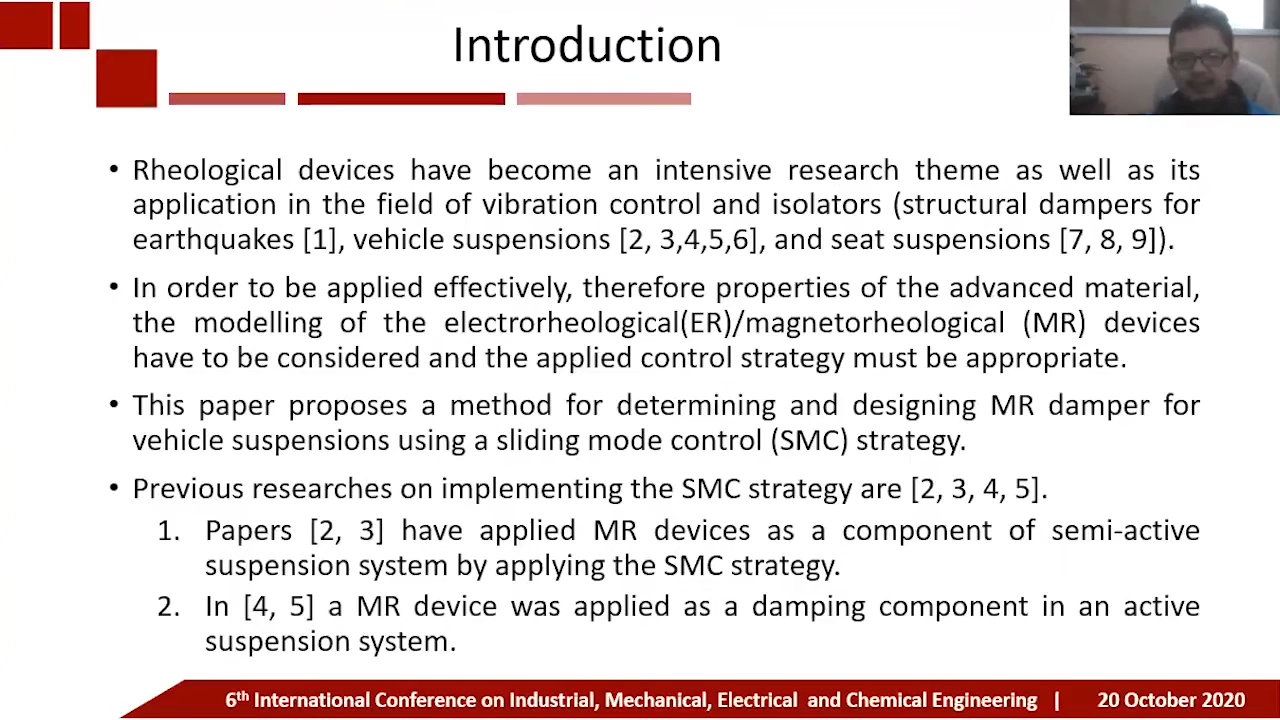 Introduction
• Rheological devices have become an intensive research theme as well as its
application in the field of vibration control and isolators (structural dampers for
earthquakes [1], vehicle suspensions [2, 3,4,5,6], and seat suspensions [7, 8, 9]).
• In order to be applied effectively, therefore properties of the advanced material,
the modelling of the electrorheological(ER)/magnetorheological (MR) devices
have to be considered and the applied control strategy must be appropriate.
• This paper proposes a method for determining and designing MR damper for
vehicle suspensions using a sliding mode control (SMC) strategy.
• Previous researches on implementing the SMC strategy are [2, 3, 4, 5].
1. Papers [2, 3] have applied MR devices as a component of semi-active
suspension system by applying the SMC strategy.
2. In [4, 5] a MR device was applied as a damping component in an active
suspension system.
6th International Conference on Industrial, Mechanical, Electrical and Chemical Engineering | 20 October 2020